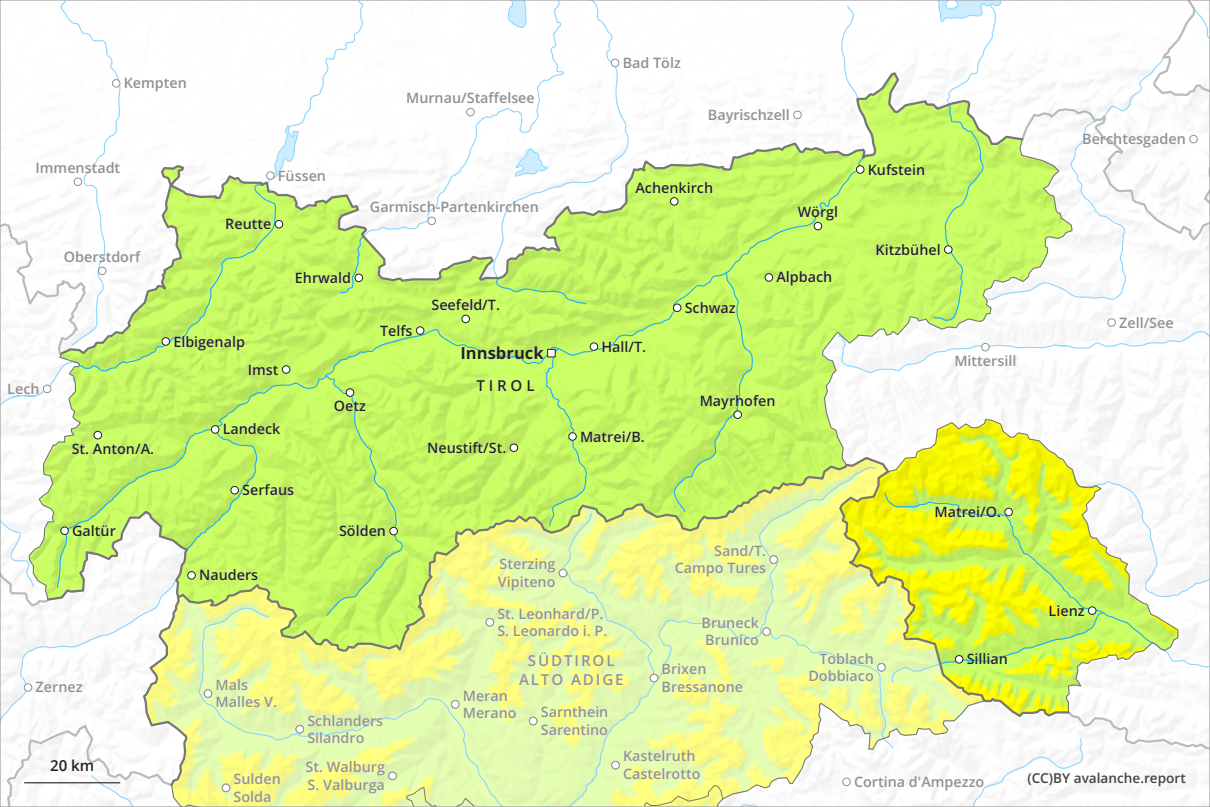 Kempten
Bad Tölz
Murnau/Staffelsee
Bayrischzell
Berchtesgaden
Immenstadt
Füssen
Kufstein
Achenkirch
Garmisch-Partenkirchen
Wörgl
Reutte
Kitzbühel
Oberstdorf
Ehrwald
Alpbach
Seefeld/T.
Schwaz
Telfs
Zell/See
Elbigenalp
Innsbruck
Hall/T.
Mittersill
Imst
TIROL
Lech
Oetz
Mayrhofen
Landeck
Matrei/B.
St. Anton/A.
Neustift/St.
Serfaus
Matrei/O.
Galtür
Sölden
Sand/T.
Campo Tures
Sterzing
Vipiteno
Nauders
Lienz
St. Leonhard/P.
S. Leonardo i. P.
Bruneck
Brunico
SÜDTIROL
ALTO ADIGE
Toblach
Dobbiaco
Sillian
Brixen
Bressanone
Zernez
Mals
Malles V.
Meran
Merano
Sarnthein
Sarentino
Schlanders
Silandro
Kastelruth
Castelrotto
St. Walburg
S. Valburga
20 km
Sulden
Solda
Cortina d'Ampezzo
(CC)BY avalanche.report